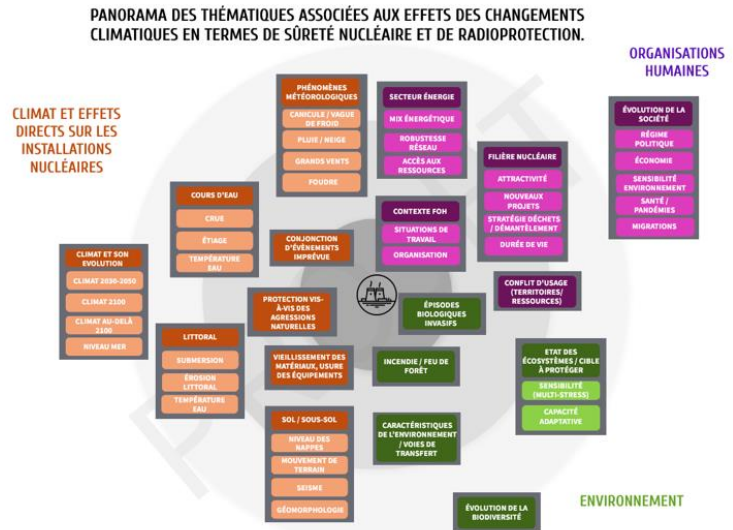 PANORAMA DES THÉMATIQUES ASSOCIÉES AUX EFFETS DES CHANGEMENTS
CLIMATIQUES EN TERMES DE SÛRETÉ NUCLÉAIRE ET DE RADIOPROTECTION.
ORGANISATIONS
HUMAINES
CLIMAT ET EFFETS
DIRECTS SUR LES
INSTALLATIONS
NUCLÉAIRES
PHÉNOMÈNES
MÉTÉOROLOGIQUES
CANICULE / VAGUE
DE FROID
PLUIE / NEIGE
GRANDS VENTS
FOUDRE
SECTEUR ÉNERGIE
MIX ÉNERGÉTIQUE
ROBUSTESSE
RÉSEAU
ACCÈS AUX
RESSOURCES
ÉVOLUTION DE LA
SOCIÉTÉ
RÉGIME
POLITIQUE
ÉCONOMIE
SENSIBILITÉ
ENVIRONNEMENT
SANTÉ /
PANDÉMIES
MIGRATIONS
FILIÈRE NUCLÉAIRE
ATTRACTIVITÉ
NOUVEAUX
PROJETS
STRATÉGIE DÉCHETS
/ DÉMANTÈLEMENT
DURÉE DE VIE
COURS D'EAU
CRUE
ÉTIAGE
TEMPÉRATURE
EAU
CONTEXTE FOH
SITUATIONS DE
TRAVAIL
ORGANISATION
CONJONCTION
D'ÉVÈNEMENTS
IMPRÉVUE
CLIMAT ET SON
EVOLUTION
CLIMAT 2030-2050
CLIMAT 2100
CLIMAT AU-DELÀ
2100
NIVEAU MER
CONFLIT D'USAGE
(TERRITOIRES/
RESSOURCES)
PROTECTION VIS-
À-VIS DES
AGRESSIONS
NATURELLES
ÉPISODES
BIOLOGIQUES
INVASIFS
LITTORAL
SUBMERSION
ÉROSION
LITTORAL
TEMPÉRATURE
EAU
VIEILLISSEMENT DES
MATÉRIAUX, USURE
DES ÉQUIPEMENTS
INCENDIE / FEU DE
FORÊT
ETAT DES
ÉCOSYSTÈMES / CIBLE
À PROTÉGER
SENSIBILITÉ
(MULTI-STRESS)
CAPACITÉ
ADAPTATIVE
SOL / SOUS-SOL
NIVEAU DES
NAPPES
MOUVEMENT DE
TERRAIN
SEISME
GÉOMORPHOLOGIE
CARACTÉRISTIQUES
DE L'ENVIRONNEMENT
/ VOIES DE
TRANSFERT
ÉVOLUTION DE LA
BIODIVERSITÉ
ENVIRONNEMENT